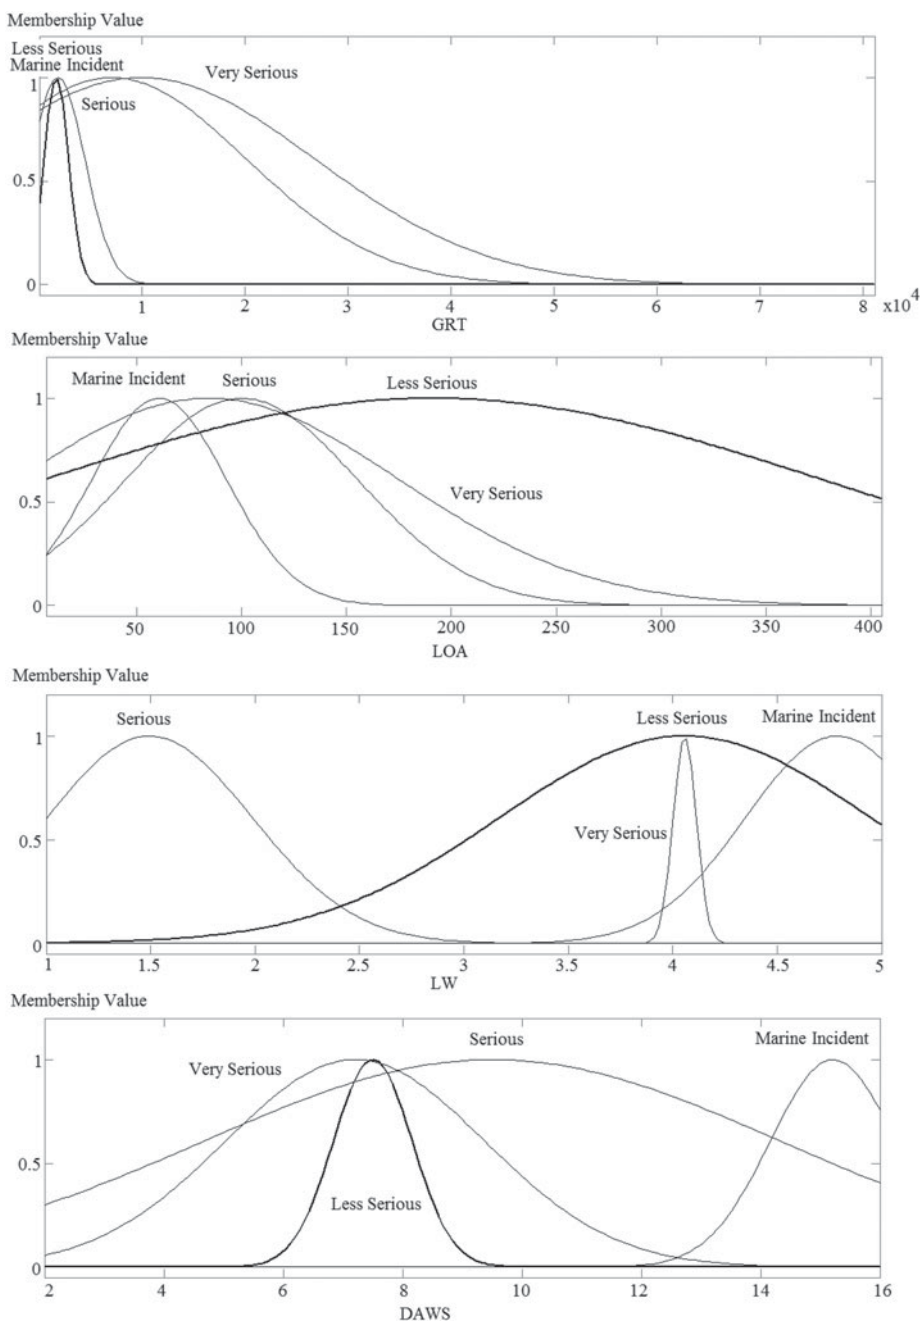 Membership Value
Less Serious
Marine Incident
Very Serious
Serious
1
0.5
0
1 2 3 4 5 6 7 8 x10^4
GRT
Membership Value
Marine Incident Serious Less Serious
1
Very Serious
0.5
0
50 100 150 200 250 300 350 400
LOA
Membership Value
Serious Less Serious Marine Incident
1
Very Serious
0.5
0
1 1.5 2 2.5 3 3.5 4 4.5 5
LW
Membership Value
Serious Marine Incident
Very Serious
1
0.5
Less Serious
0
2 4 6 8 10 12 14 16
DAWS